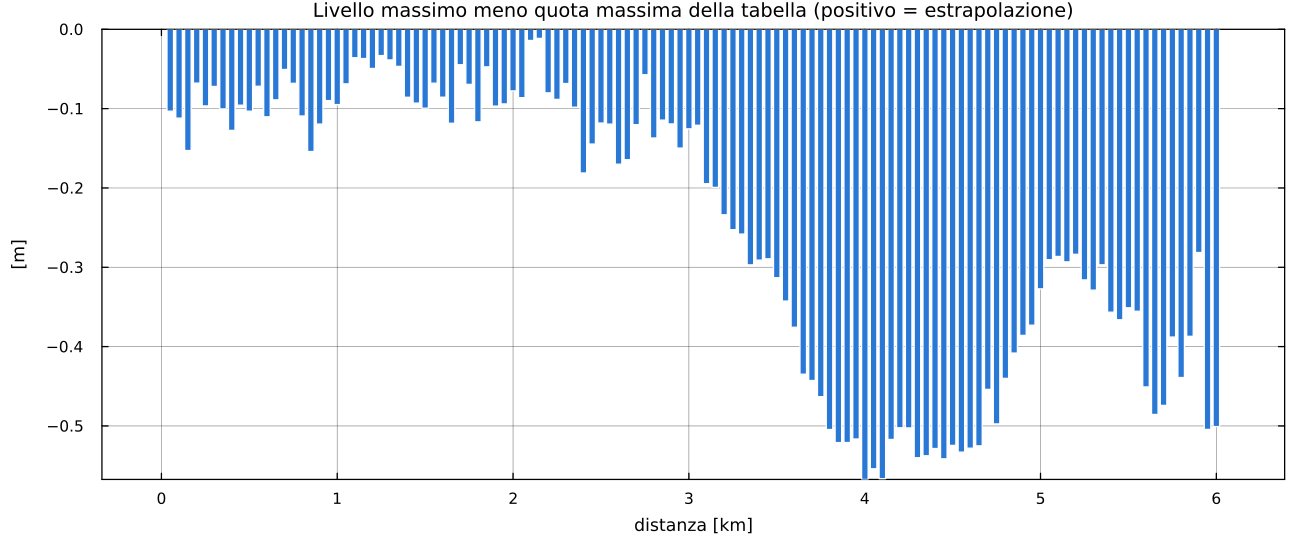 Livello massimo meno quota massima della tabella (positivo = estrapolazione)
0.0
−0.1
−0.2
−0.3
−0.4
−0.5
[m]
0 1 2 3 4 5 6
distanza [km]